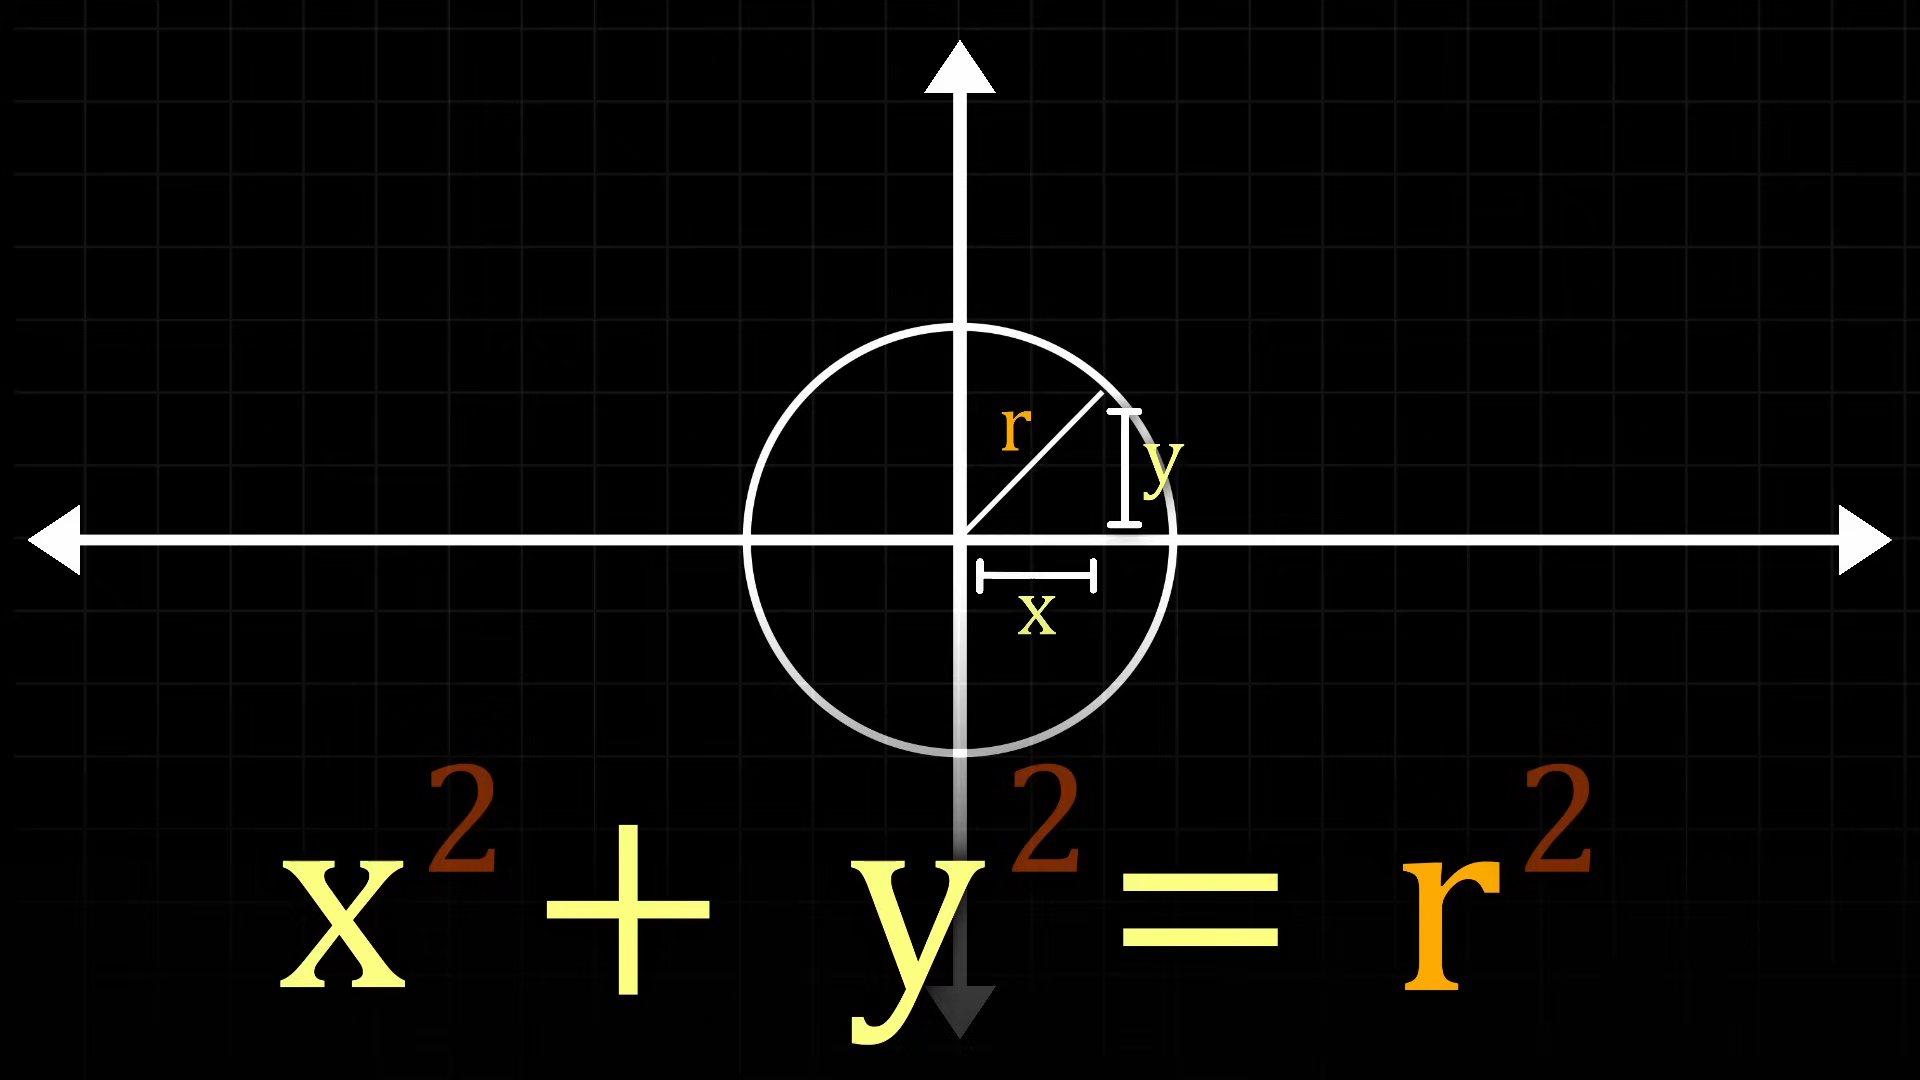 r
y
x
x² + y² = r²